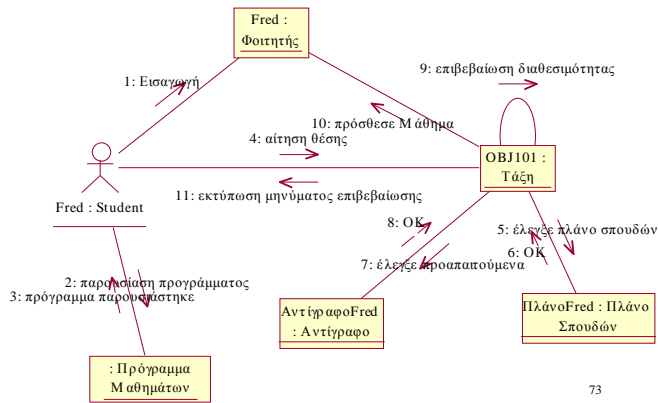 Fred :
Φοιτητής
9: επιβεβαίωση διαθεσιμότητας
1: Εισαγωγή
10: πρόσθεσε Μάθημα
4: αίτηση θέσης
OBJ101 :
Τάξη
11: εκτύπωση μηνύματος επιβεβαίωσης
Fred : Student
8: OK
5: έλεγξε πλάνο σπουδών
6: OK
7: έλεγξε προαπαιτούμενα
2: παρουσίαση προγράμματος
3: πρόγραμμα παρουσιάστηκε
ΑντίγραφοFred
: Αντίγραφο
ΠλάνοFred : Πλάνο
Σπουδών
: Πρόγραμμα
Μαθημάτων
73